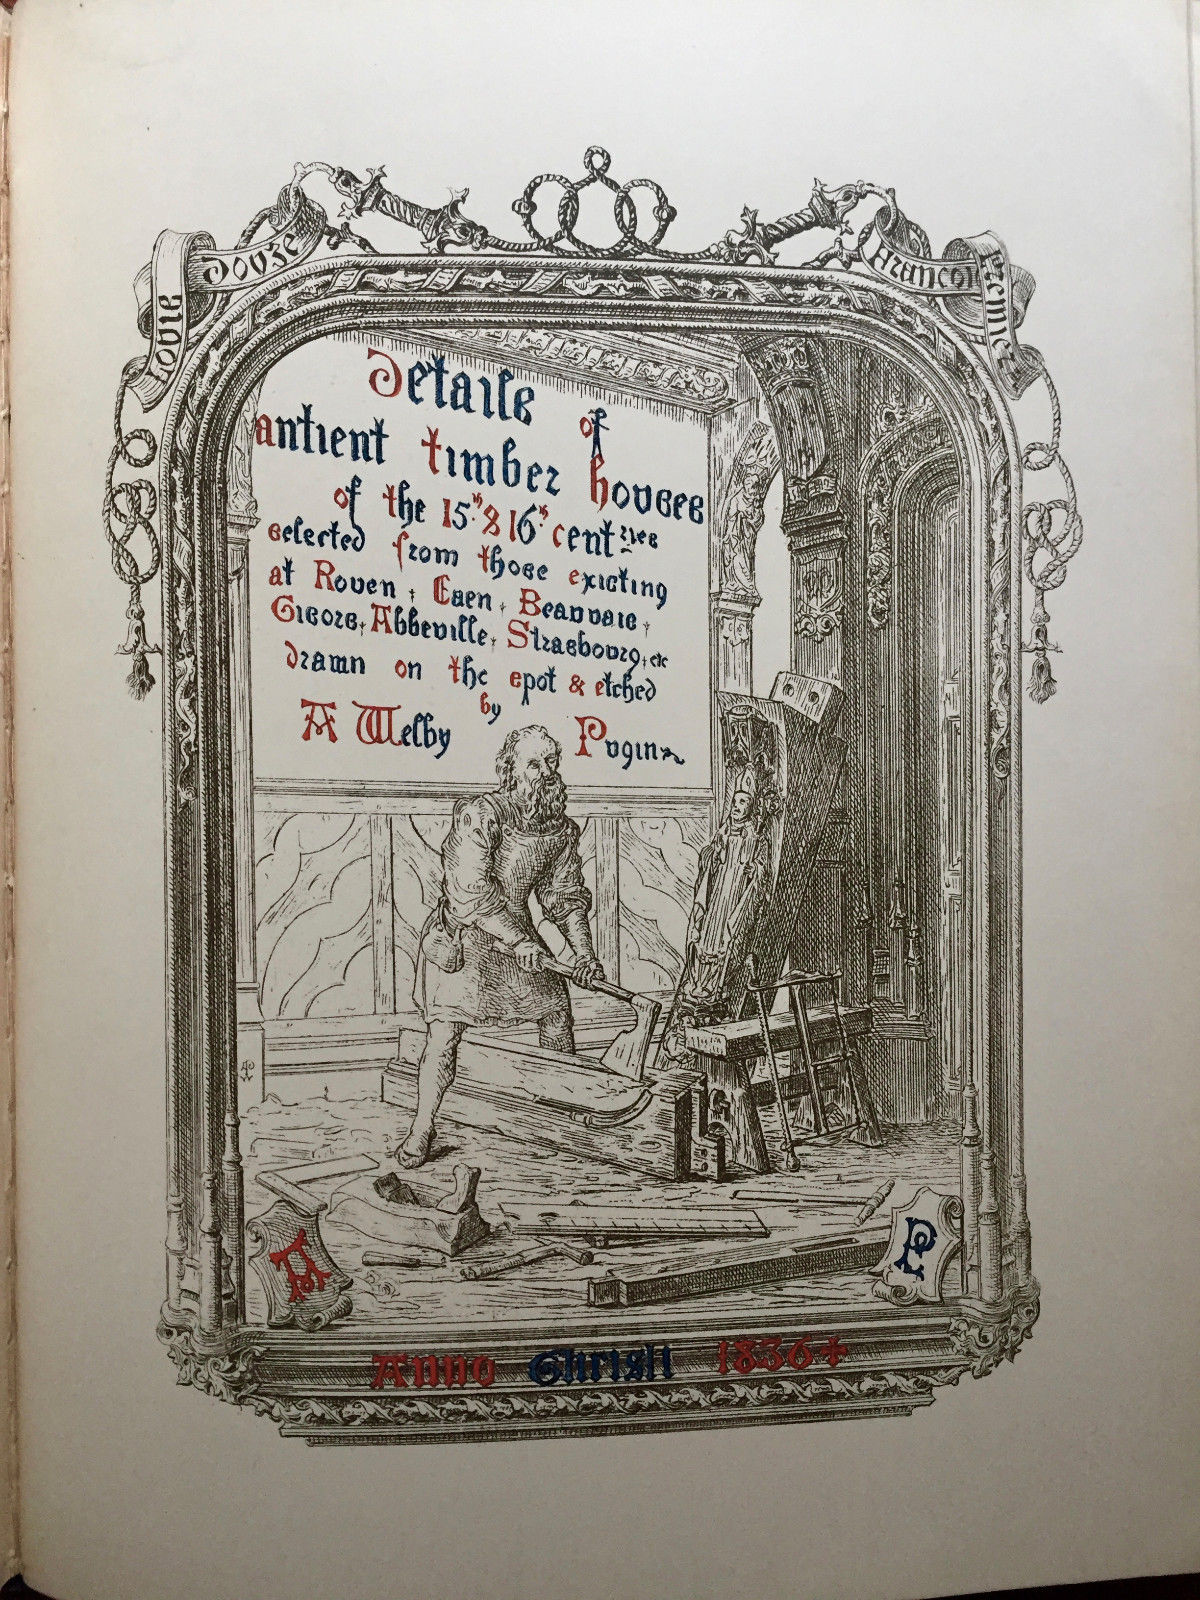 Louis Douze
François Premier
Details of
antient timber houses
of the 15th & 16th centries
selected from those existing
at Rouen, Caen, Beauvais,
Gisors, Abbeville, Strasbourg, etc
drawn on the spot & etched
by
A Welby Pugin
A P
Anno Christi 1836